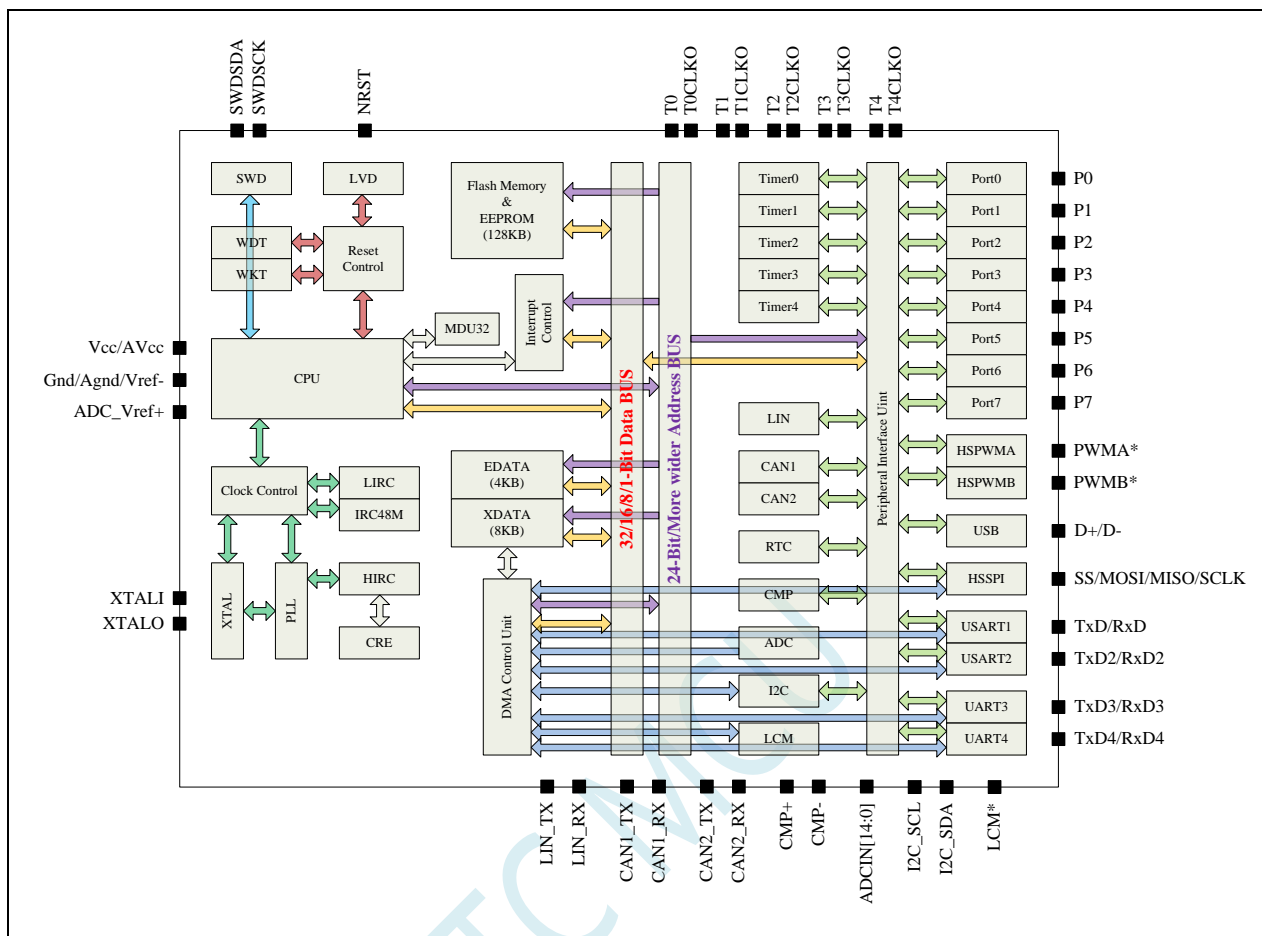 SWDSDA
SWDSCK
NRST
T0
T0CLKO
T1
T1CLKO
T2
T2CLKO
T3
T3CLKO
T4
T4CLKO
SWD
LVD
WDT
WKT
Reset
Control
Flash Memory
&
EEPROM
(128KB)
Interrupt
Control
MDU32
CPU
Vcc/AVcc
Gnd/Agnd/Vref-
ADC_Vref+
Clock Control
LIRC
IRC48M
XTAL
PLL
HIRC
CRE
XTALI
XTALO
EDATA
(4KB)
XDATA
(8KB)
DMA Control Unit
32/16/8/1-Bit Data BUS
24-Bit/More wider Address BUS
Timer0
Timer1
Timer2
Timer3
Timer4
LIN
CAN1
CAN2
RTC
CMP
ADC
I2C
LCM
Peripheral Interface Uint
Port0
Port1
Port2
Port3
Port4
Port5
Port6
Port7
HSPWMA
HSPWMB
USB
HSSPI
USART1
USART2
UART3
UART4
P0
P1
P2
P3
P4
P5
P6
P7
PWMA*
PWMB*
D+/D-
SS/MOSI/MISO/SCLK
TxD/RxD
TxD2/RxD2
TxD3/RxD3
TxD4/RxD4
LIN_TX
LIN_RX
CAN1_TX
CAN1_RX
CAN2_TX
CAN2_RX
CMP+
CMP-
ADCIN[14:0]
I2C_SCL
I2C_SDA
LCM*
TC MCU